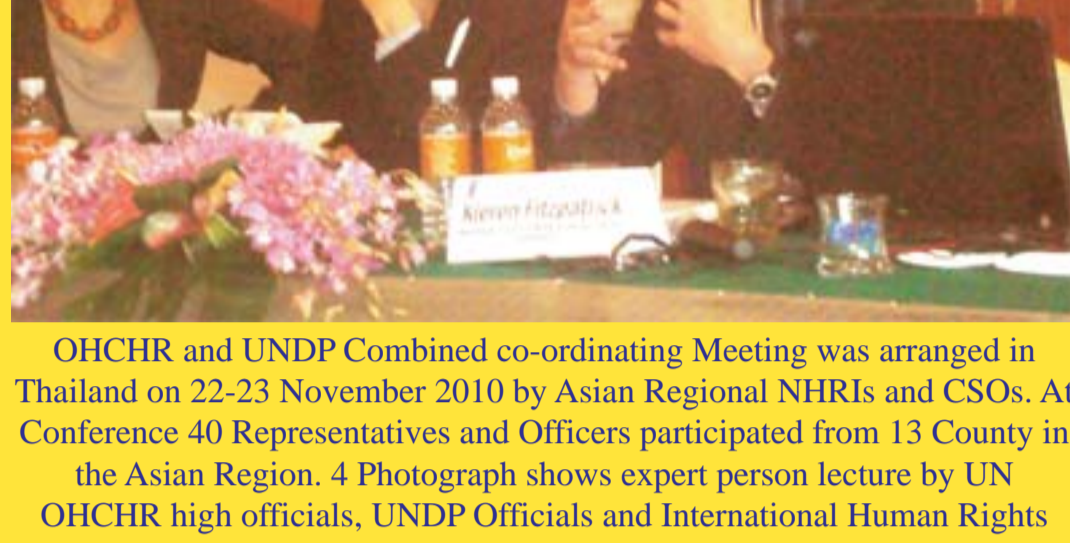 Kieren Fitzpatrick
OHCHR and UNDP Combined co-ordinating Meeting was arranged in
Thailand on 22-23 November 2010 by Asian Regional NHRIs and CSOs. At
Conference 40 Representatives and Officers participated from 13 County in
the Asian Region. 4 Photograph shows expert person lecture by UN
OHCHR high officials, UNDP Officials and International Human Rights